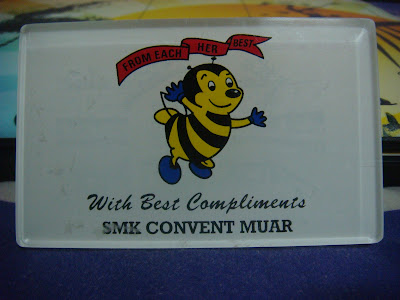 FROM EACH HER BEST
With Best Compliments
SMK CONVENT MUAR